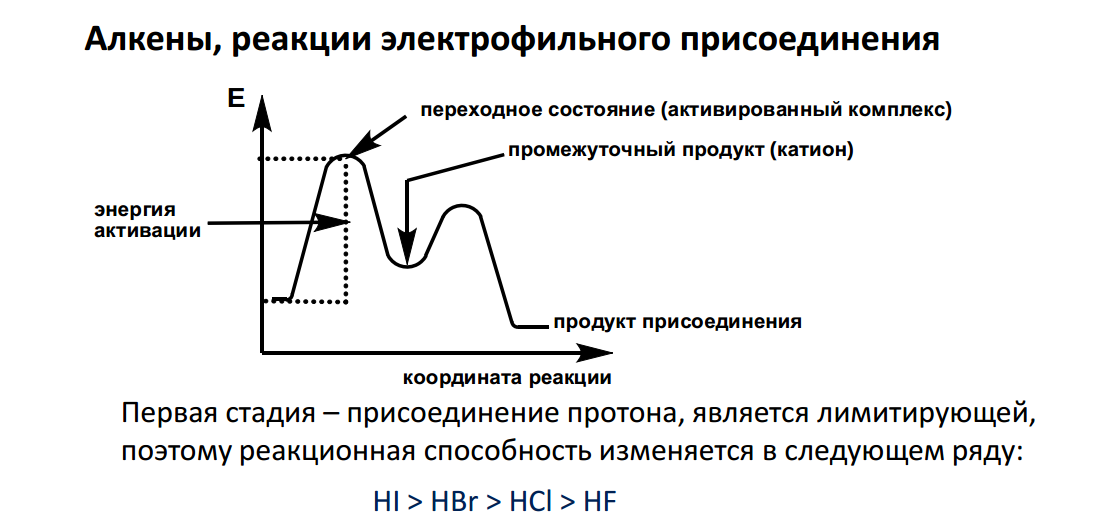 Алкены, реакции электрофильного присоединения
E
переходное состояние (активированный комплекс)
промежуточный продукт (катион)
энергия
активации
продукт присоединения
координата реакции
Первая стадия – присоединение протона, является лимитирующей,
поэтому реакционная способность изменяется в следующем ряду:
HI > HBr > HCl > HF